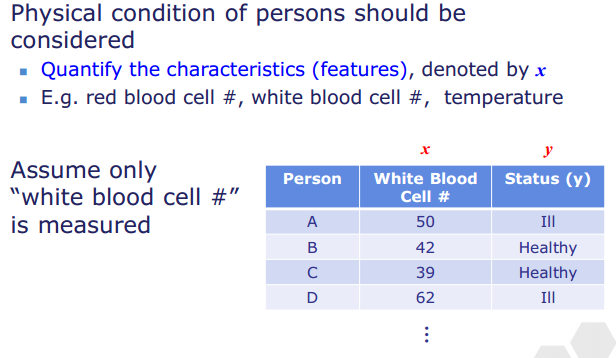 Physical condition of persons should be
considered
▪ Quantify the characteristics (features), denoted by x
▪ E.g. red blood cell #, white blood cell #, temperature
Assume only
“white blood cell #”
is measured
x y
Person White Blood Cell # Status (y)
A 50 Ill
B 42 Healthy
C 39 Healthy
D 62 Ill
⋮